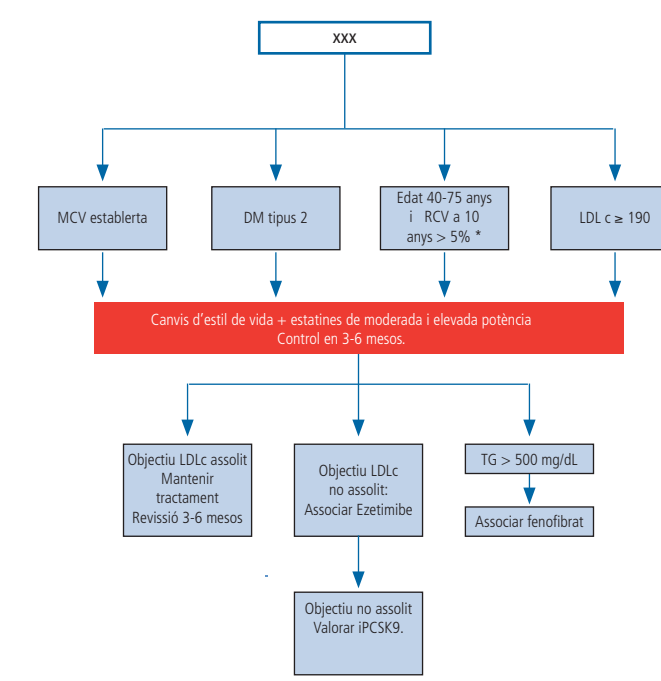 XXX
MCV establerta
DM tipus 2
Edat 40-75 anys
i RCV a 10
anys > 5% *
LDL c ≥ 190
Canvis d'estil de vida + estatines de moderada i elevada potència
Control en 3-6 mesos.
Objectiu LDLc assolit
Mantenir
tractament
Revissió 3-6 mesos
Objectiu LDLc
no assolit:
Associar Ezetimibe
TG > 500 mg/dL
Associar fenofibrat
Objectiu no assolit
Valorar iPCSK9.